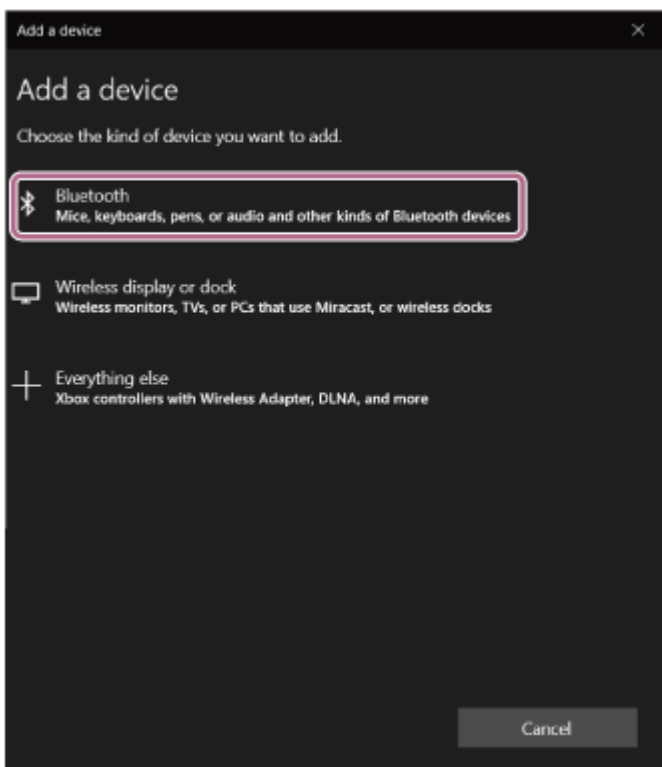 Add a device
Add a device
Choose the kind of device you want to add.
Bluetooth
Mice, keyboards, pens, or audio and other kinds of Bluetooth devices
Wireless display or dock
Wireless monitors, TVs, or PCs that use Miracast, or wireless docks
Everything else
Xbox controllers with Wireless Adapter, DLNA, and more
Cancel